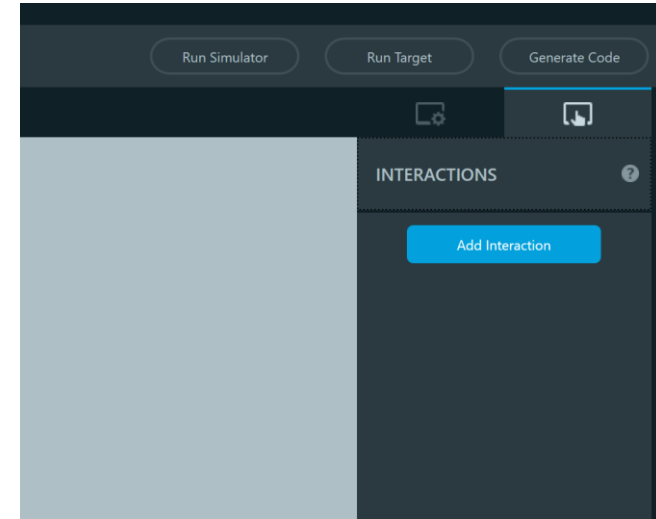 Run Simulator
Run Target
Generate Code
INTERACTIONS
?
Add Interaction